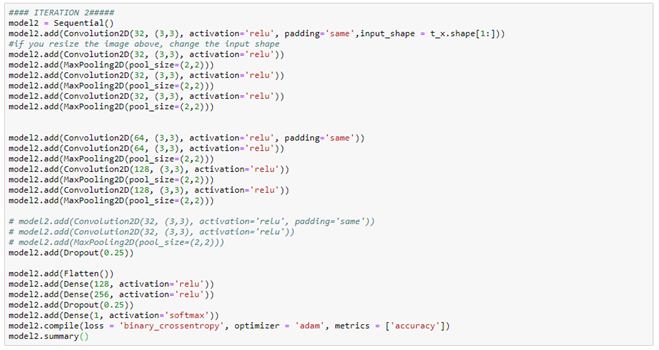 #### ITERATION 2#####
model2 = Sequential()
model2.add(Convolution2D(32, (3,3), activation='relu', padding='same',input_shape = t_x.shape[1:]))
#if you resize the image above, change the input shape
model2.add(Convolution2D(32, (3,3), activation='relu'))
model2.add(MaxPooling2D(pool_size=(2,2)))
model2.add(Convolution2D(32, (3,3), activation='relu'))
model2.add(MaxPooling2D(pool_size=(2,2)))
model2.add(Convolution2D(32, (3,3), activation='relu'))
model2.add(MaxPooling2D(pool_size=(2,2)))
model2.add(Convolution2D(64, (3,3), activation='relu', padding='same'))
model2.add(Convolution2D(64, (3,3), activation='relu'))
model2.add(MaxPooling2D(pool_size=(2,2)))
model2.add(Convolution2D(128, (3,3), activation='relu'))
model2.add(MaxPooling2D(pool_size=(2,2)))
model2.add(Convolution2D(128, (3,3), activation='relu'))
model2.add(MaxPooling2D(pool_size=(2,2)))
# model2.add(Convolution2D(32, (3,3), activation='relu', padding='same'))
# model2.add(Convolution2D(32, (3,3), activation='relu'))
# model2.add(MaxPooling2D(pool_size=(2,2)))
model2.add(Dropout(0.25))
model2.add(Flatten())
model2.add(Dense(128, activation='relu'))
model2.add(Dense(256, activation='relu'))
model2.add(Dropout(0.25))
model2.add(Dense(1, activation='softmax'))
model2.compile(loss = 'binary_crossentropy', optimizer = 'adam', metrics = ['accuracy'])
model2.summary()